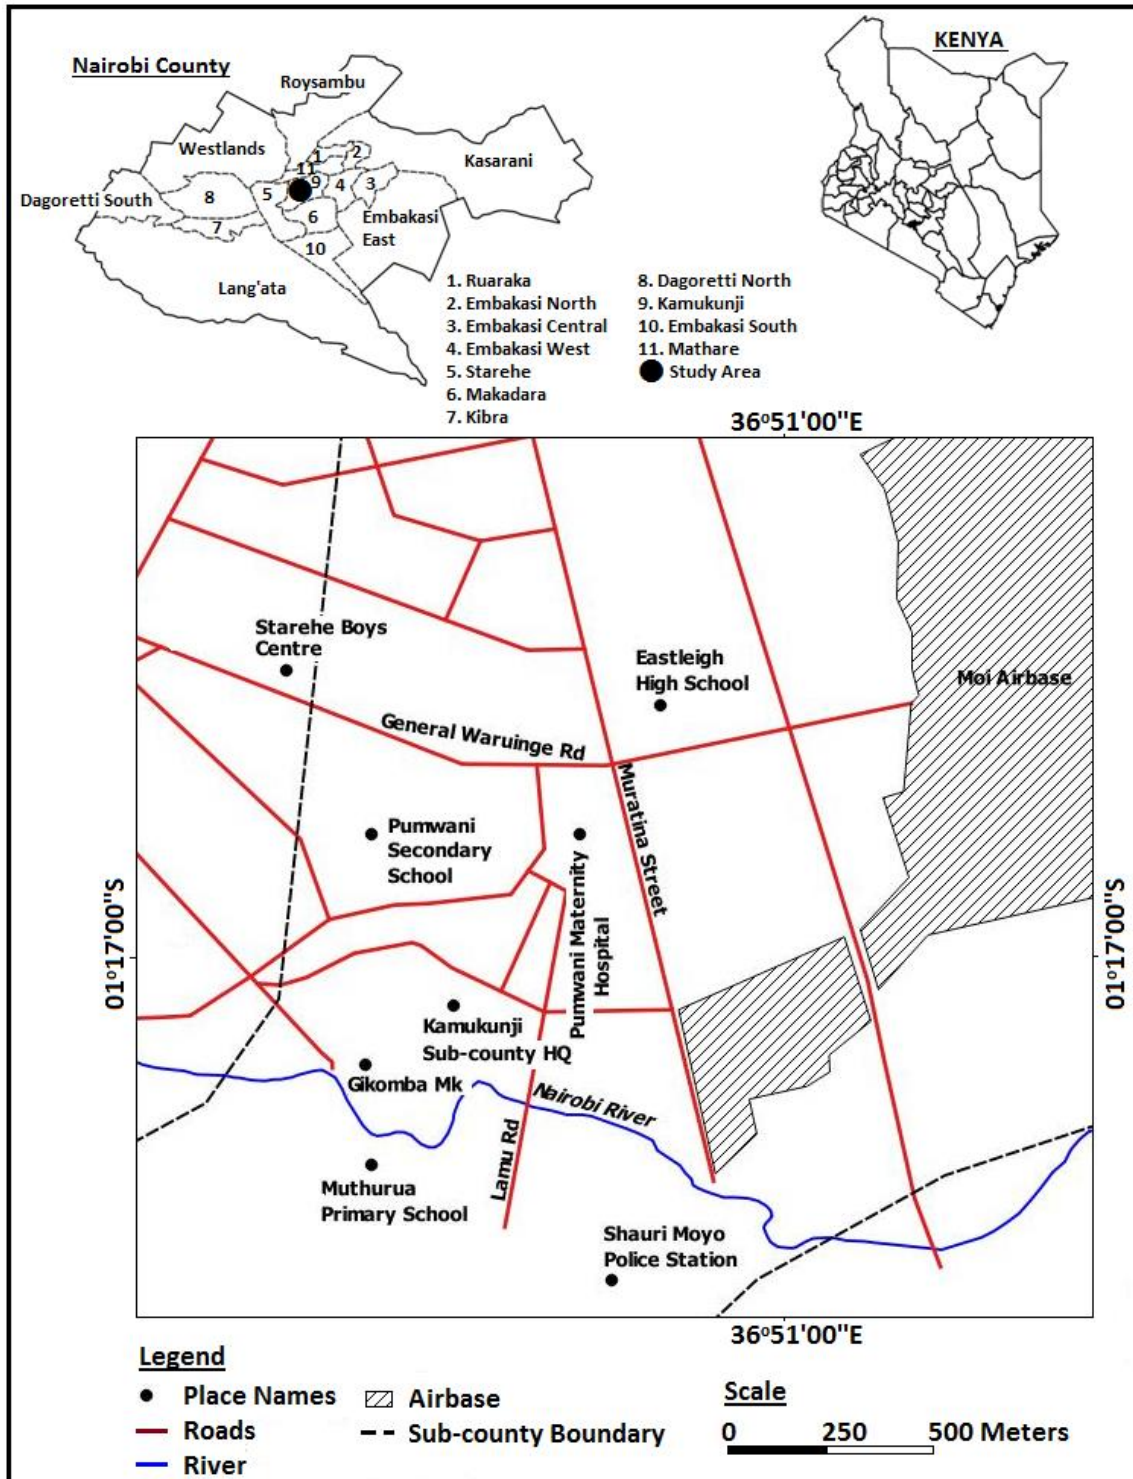 Nairobi County
KENYA
Roysambu
Westlands
1
2
Kasarani
11
9
4
3
5
Dagoretti South
8
6
7
Embakasi
East
10
Lang'ata
1. Ruaraka
2. Embakasi North
3. Embakasi Central
4. Embakasi West
5. Starehe
6. Makadara
7. Kibra
8. Dagoretti North
9. Kamukunji
10. Embakasi South
11. Mathare
Study Area
36°51'00"E
Starehe Boys
Centre
Eastleigh
High School
Moi Airbase
General Waruinge Rd
Muratina Street
Pumwani
Secondary
School
Pumwani Maternity
Hospital
01°17'00"S
01°17'00"S
Kamukunji
Sub-county HQ
Gikomba Mk
Nairobi River
Lamu Rd
Muthurua
Primary School
Shauri Moyo
Police Station
36°51'00"E
Legend
Place Names
Roads
River
Airbase
Sub-county Boundary
Scale
0 250 500 Meters